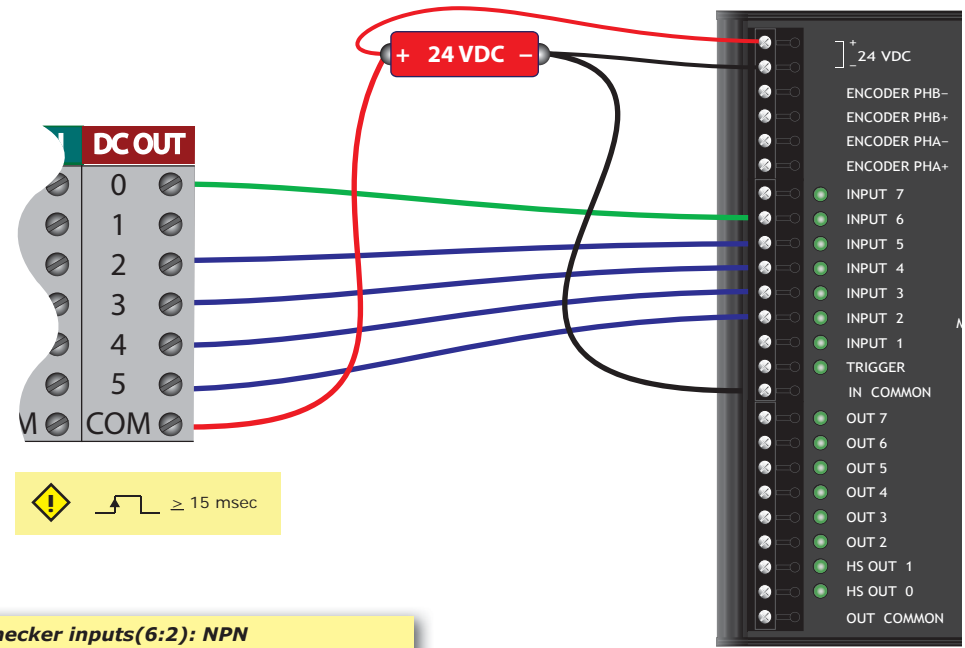 + 24 VDC –
DC OUT
0
1
2
3
4
5
COM
M
≥ 15 msec
necker inputs(6:2): NPN
+
–
24 VDC
ENCODER PHB–
ENCODER PHB+
ENCODER PHA–
ENCODER PHA+
INPUT 7
INPUT 6
INPUT 5
INPUT 4
INPUT 3
INPUT 2
M
INPUT 1
TRIGGER
IN COMMON
OUT 7
OUT 6
OUT 5
OUT 4
OUT 3
OUT 2
HS OUT 1
HS OUT 0
OUT COMMON